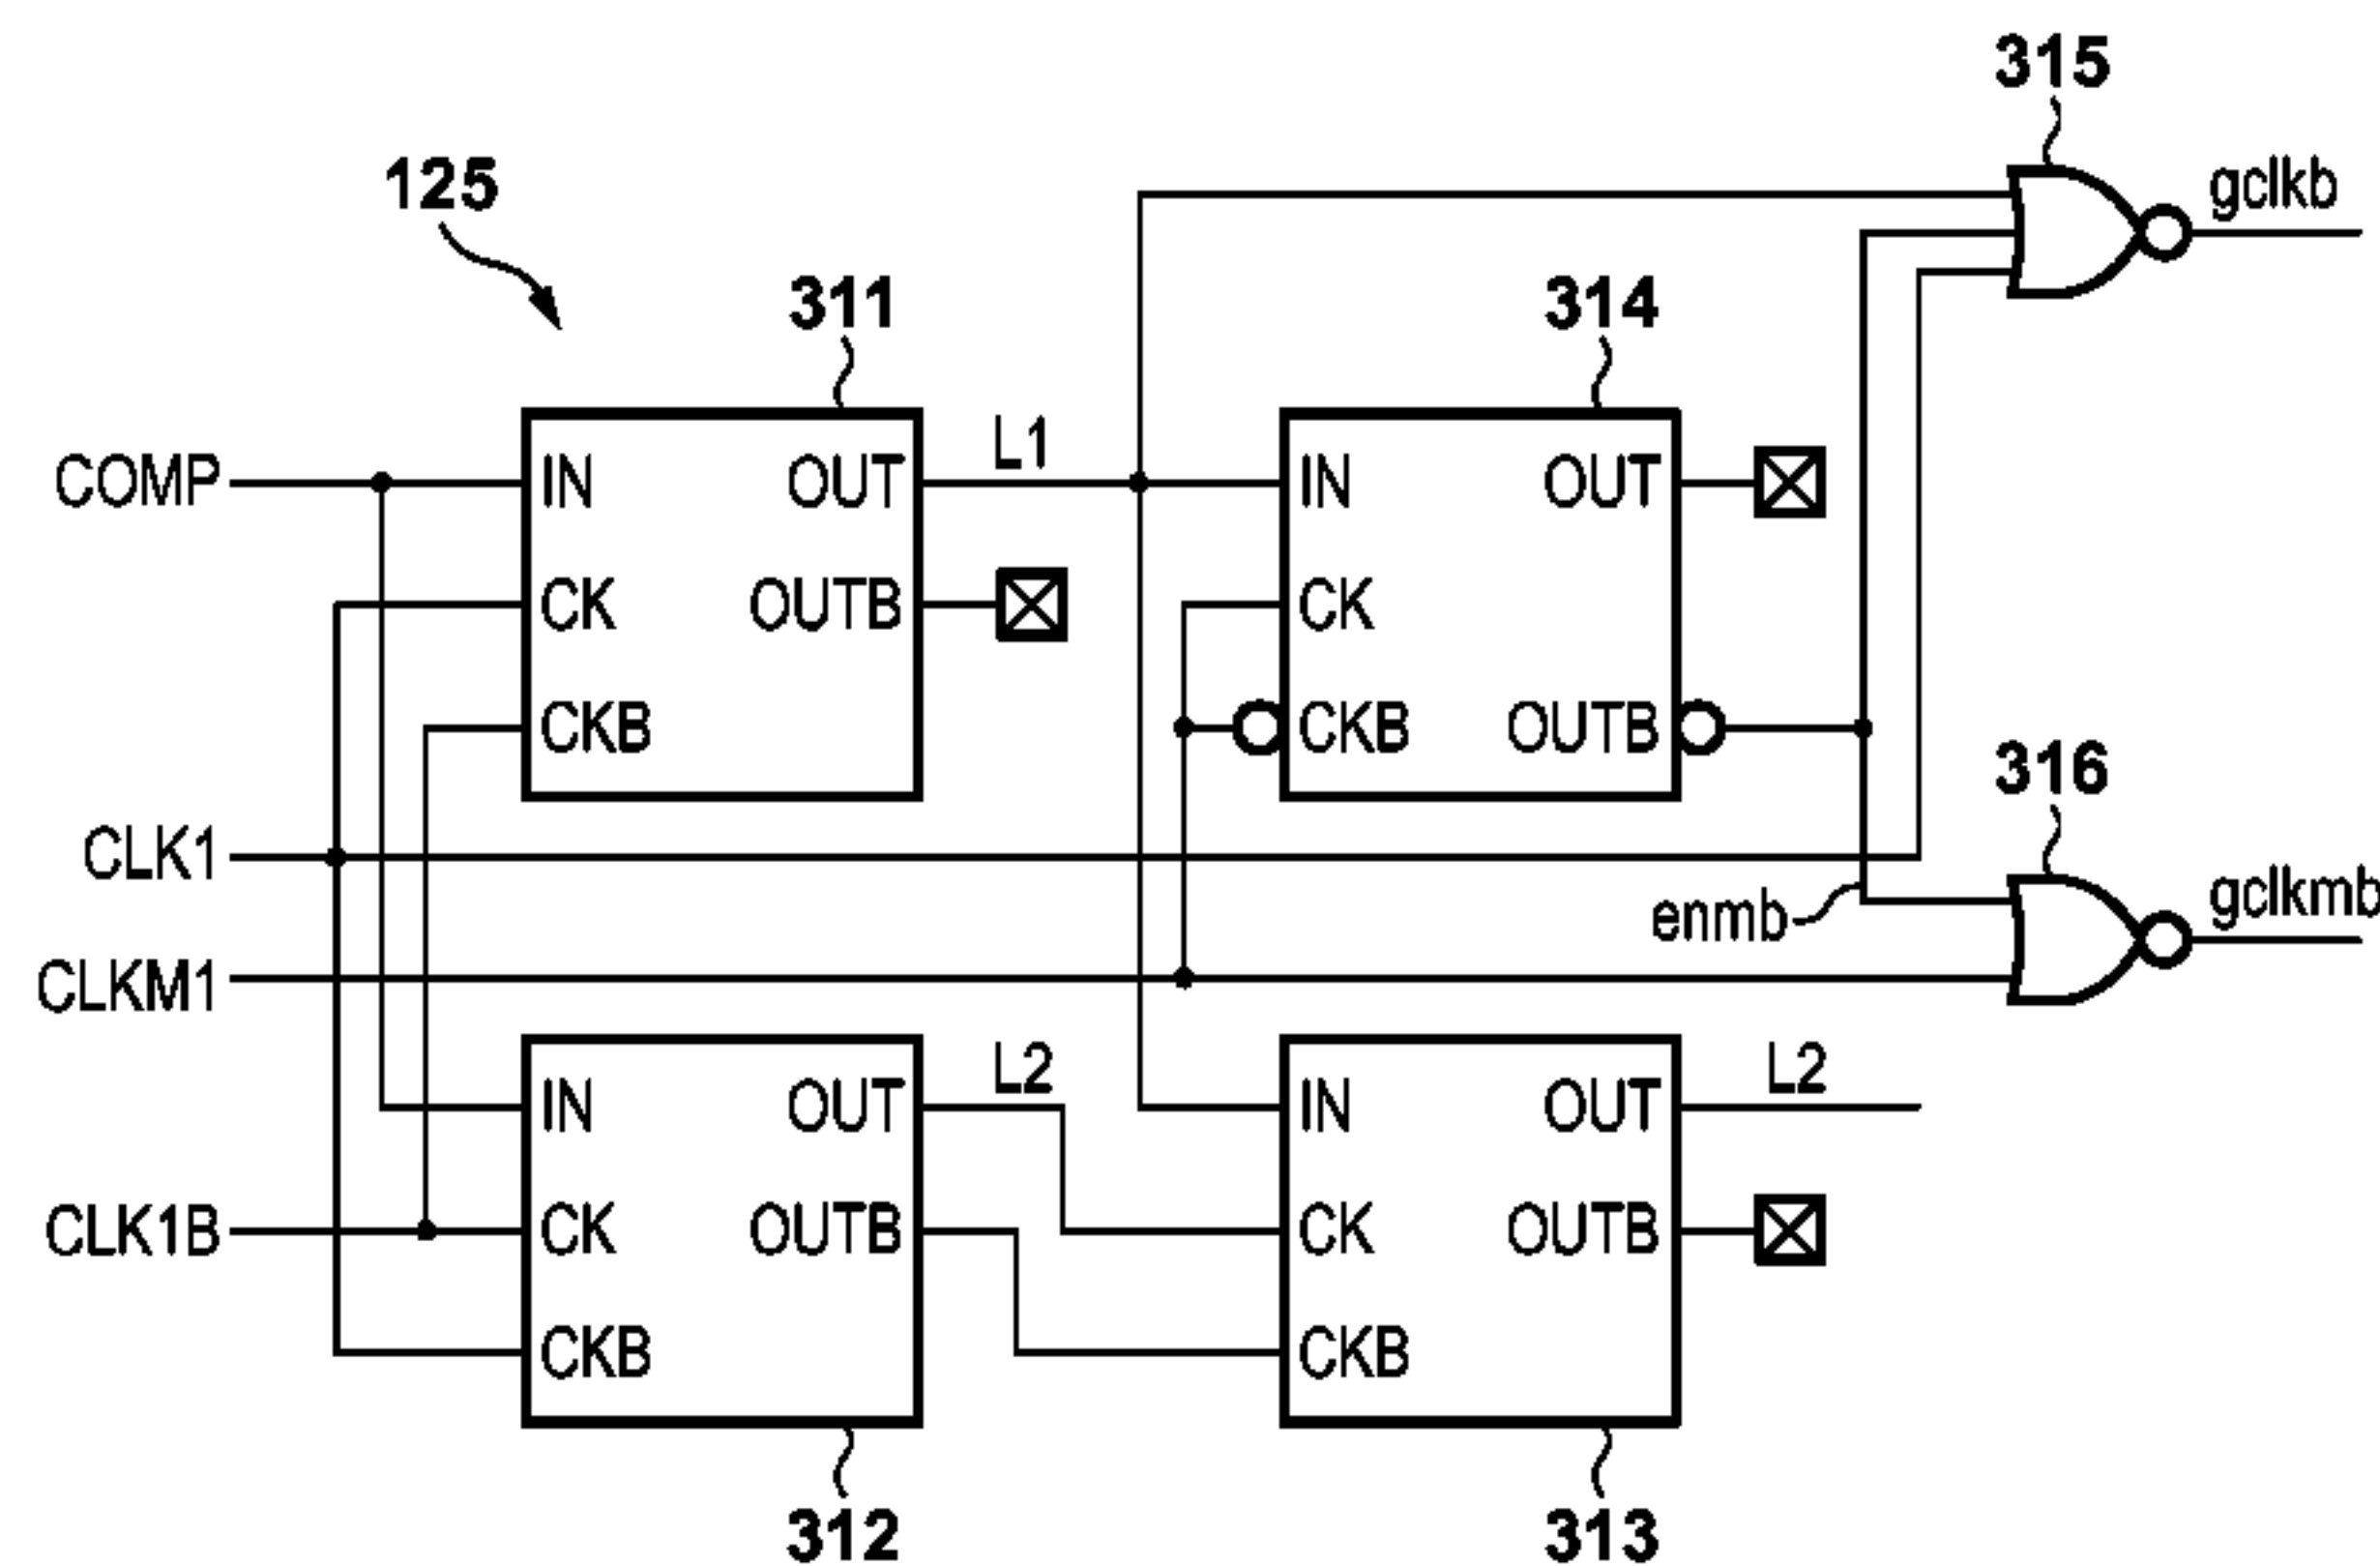 315
gclkb
125
311
314
COMP
IN
OUT
L1
IN
OUT
CK
OUTB
CK
CKB
CKB
OUTB
316
CLK1
enmb
gclkmb
CLKM1
IN
OUT
L2
IN
OUT
L2
CLK1B
CK
OUTB
CK
OUTB
CKB
CKB
312
313